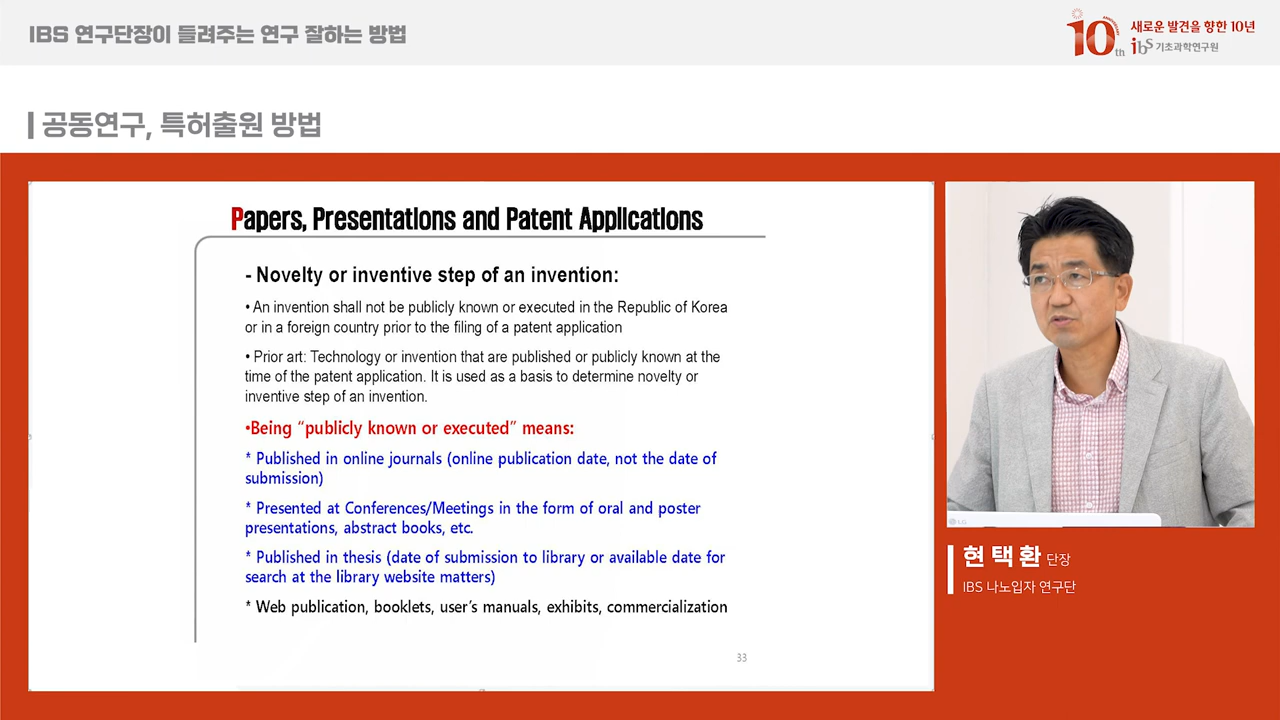 IBS 연구단장이 들려주는 연구 잘하는 방법
10th
ANNIVERSARY
새로운 발견을 향한 10년
ibS 기초과학연구원
공동연구, 특허출원 방법
Papers, Presentations and Patent Applications
- Novelty or inventive step of an invention:
• An invention shall not be publicly known or executed in the Republic of Korea
or in a foreign country prior to the filing of a patent application
• Prior art: Technology or invention that are published or publicly known at the
time of the patent application. It is used as a basis to determine novelty or
inventive step of an invention.
•Being “publicly known or executed” means:
* Published in online journals (online publication date, not the date of
submission)
* Presented at Conferences/Meetings in the form of oral and poster
presentations, abstract books, etc.
* Published in thesis (date of submission to library or available date for
search at the library website matters)
* Web publication, booklets, user’s manuals, exhibits, commercialization
33
LG
현택환 단장
IBS 나노입자 연구단